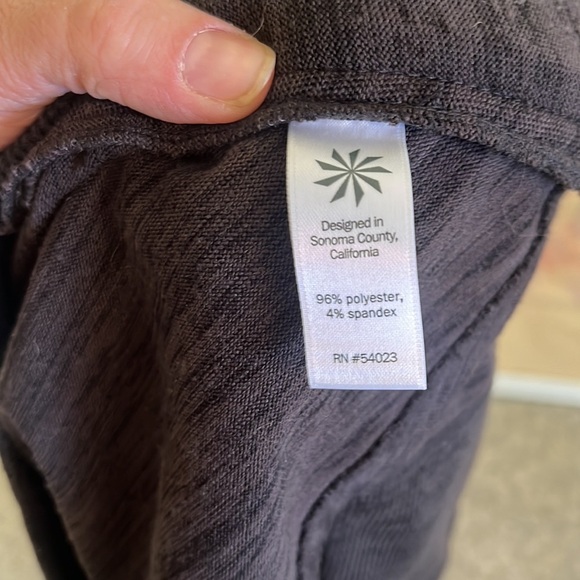 Designed in
Sonoma County,
California
96% polyester,
4% spandex
RN #54023